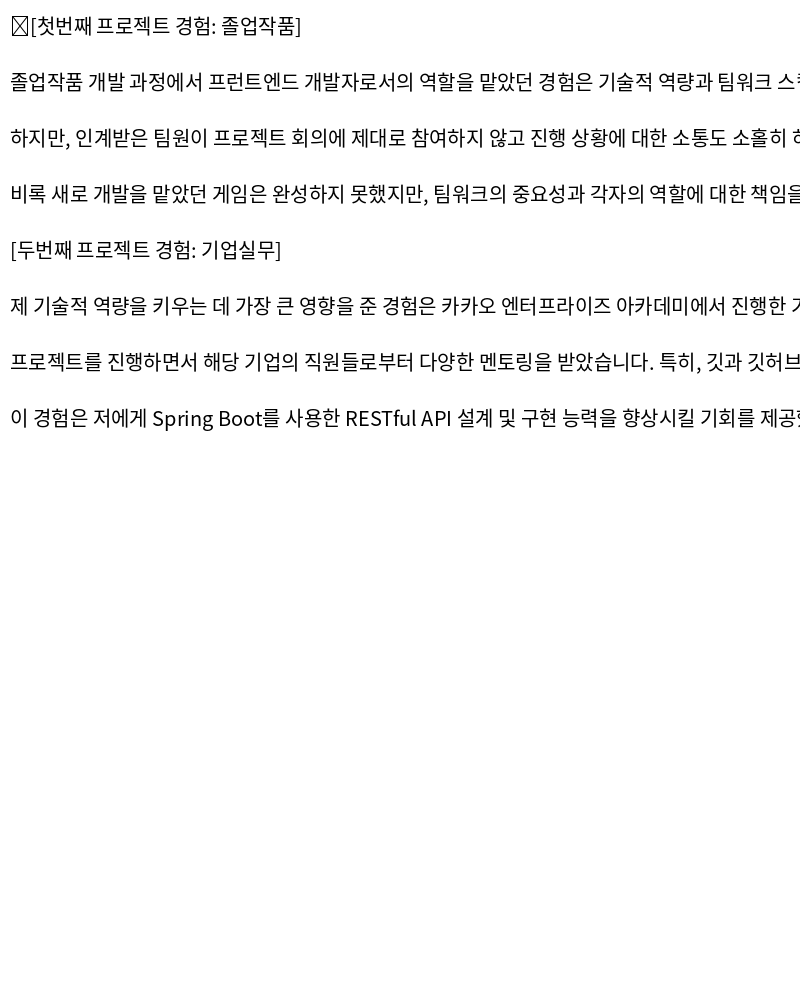 [첫번째 프로젝트 경험: 졸업작품]
졸업작품 개발 과정에서 프런트엔드 개발자로서의 역할을 맡았던 경험은 기술적 역량과 팀워크
하지만, 인계받은 팀원이 프로젝트 회의에 제대로 참여하지 않고 진행 상황에 대한 소통도 소홀히
비록 새로 개발을 맡았던 게임은 완성하지 못했지만, 팀워크의 중요성과 각자의 역할에 대한 책임을
[두번째 프로젝트 경험: 기업실무]
제 기술적 역량을 키우는 데 가장 큰 영향을 준 경험은 카카오 엔터프라이즈 아카데미에서 진행한
프로젝트를 진행하면서 해당 기업의 직원들로부터 다양한 멘토링을 받았습니다. 특히, 깃과 깃허브
이 경험은 저에게 Spring Boot를 사용한 RESTful API 설계 및 구현 능력을 향상시킬 기회를